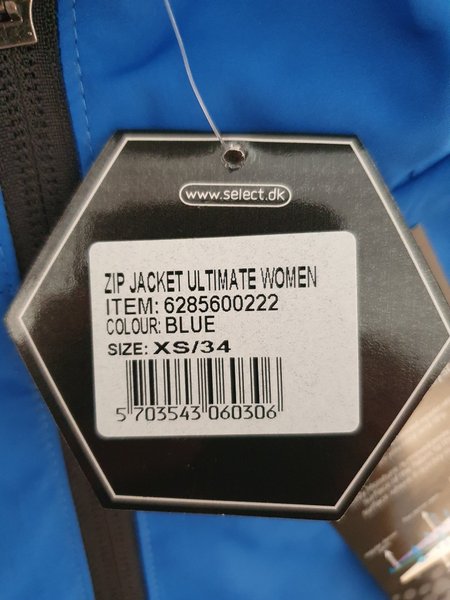 www.select.dk
ZIP JACKET ULTIMATE WOMEN
ITEM: 6285600222
COLOUR: BLUE
SIZE: XS/34
5 703543 060306